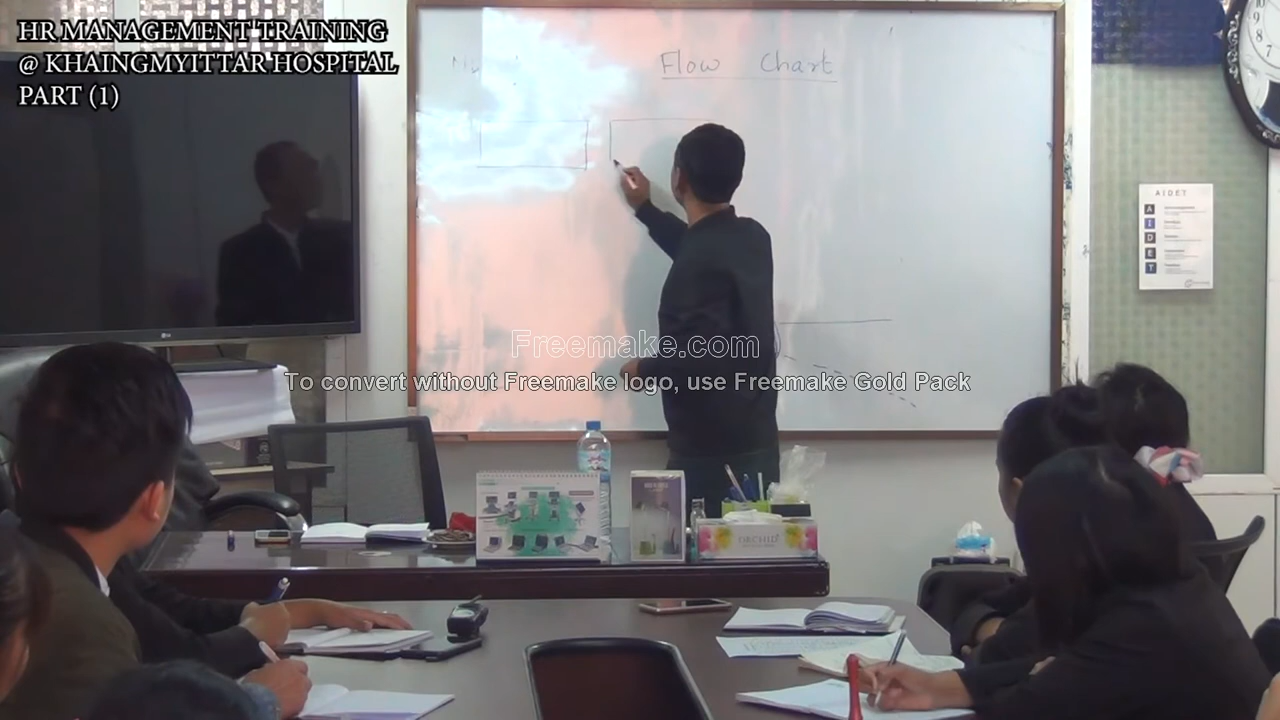 HR MANAGEMENT TRAINING
@ KHAINGMYITTAR HOSPITAL
PART (1)
Flow Chart
AIDET
A
I
D
E
T
Freemake.com
To convert without Freemake logo, use Freemake Gold Pack
LG
ORCHID